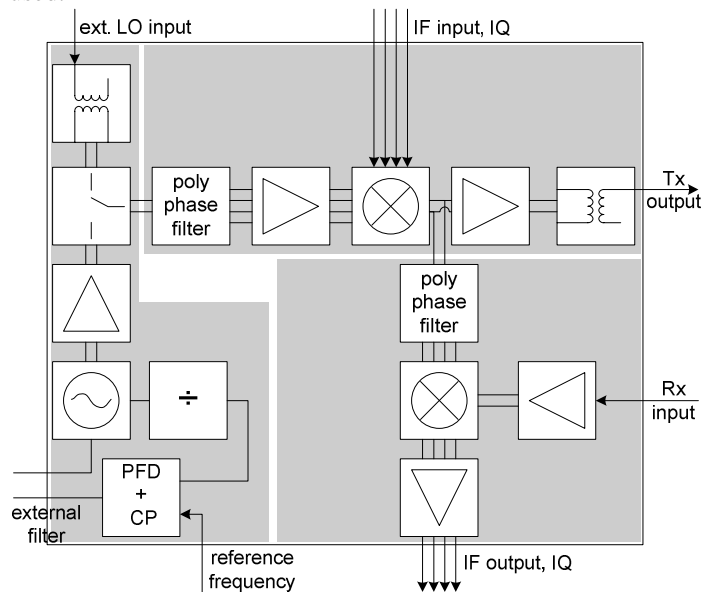 ext. LO input
IF input, IQ
poly
phase
filter
Tx
output
poly
phase
filter
÷
Rx
input
PFD
+
CP
external
filter
reference
frequency
IF output, IQ